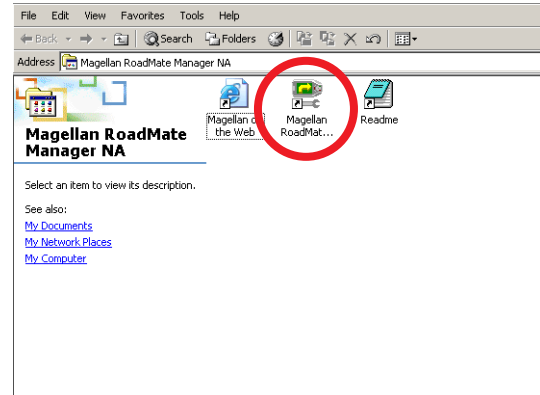 File Edit View Favorites Tools Help
Back Search Folders
Address Magellan RoadMate Manager NA
Magellan on
the Web
Magellan
RoadMat...
Readme
Magellan RoadMate
Manager NA
Select an item to view its description.
See also:
My Documents
My Network Places
My Computer